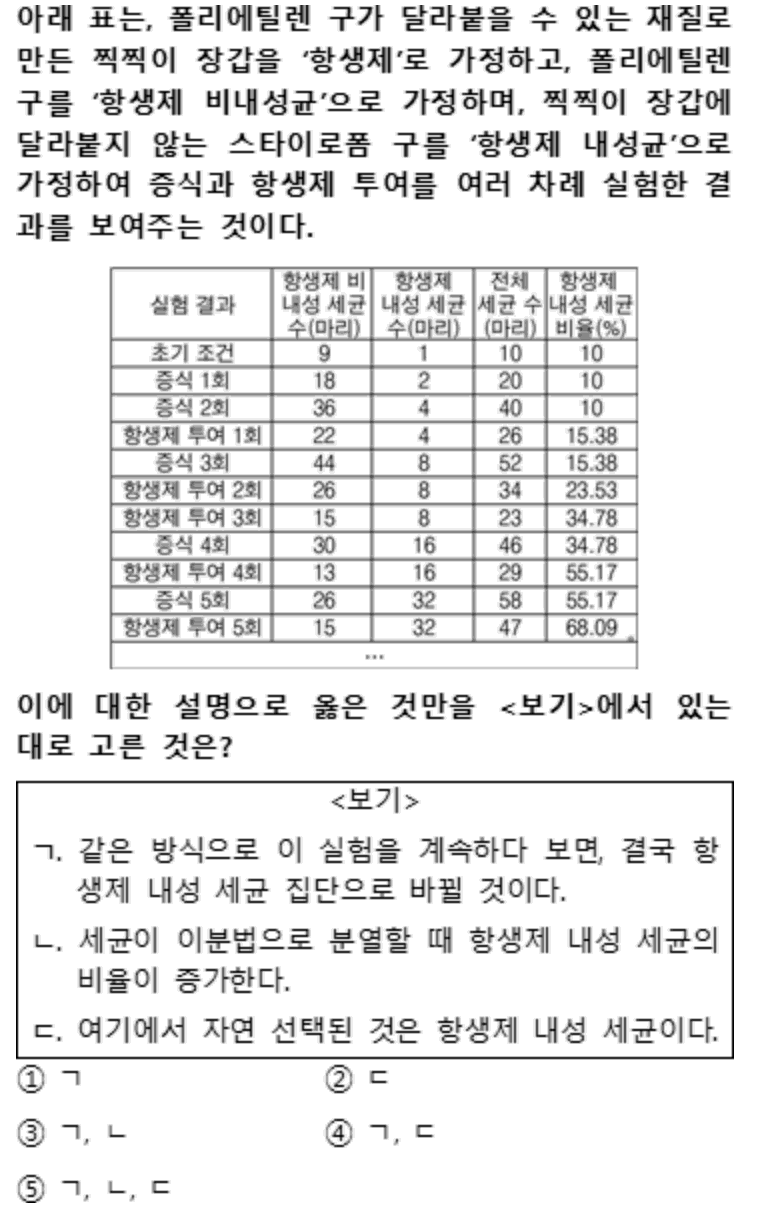 아래 표는, 폴리에틸렌 구가 달라붙을 수 있는 재질로
만든 찍찍이 장갑을 ‘항생제’로 가정하고, 폴리에틸렌
구를 ‘항생제 비내성균’으로 가정하며, 찍찍이 장갑에
달라붙지 않는 스타이로폼 구를 ‘항생제 내성균’으로
가정하여 증식과 항생제 투여를 여러 차례 실험한 결
과를 보여주는 것이다.
실험 결과 항생제 비내성 세균 수(마리) 항생제 내성 세균 수(마리) 전체 세균 수(마리) 항생제 내성 세균 비율(%)
초기 조건 9 1 10 10
증식 1회 18 2 20 10
증식 2회 36 4 40 10
항생제 투여 1회 22 4 26 15.38
증식 3회 44 8 52 15.38
항생제 투여 2회 26 8 34 23.53
항생제 투여 3회 15 8 23 34.78
증식 4회 30 16 46 34.78
항생제 투여 4회 13 16 29 55.17
증식 5회 26 32 58 55.17
항생제 투여 5회 15 32 47 68.09
…
이에 대한 설명으로 옳은 것만을 <보기>에서 있는
대로 고른 것은?
<보기>
ㄱ. 같은 방식으로 이 실험을 계속하다 보면, 결국 항
생제 내성 세균 집단으로 바뀔 것이다.
ㄴ. 세균이 이분법으로 분열할 때 항생제 내성 세균의
비율이 증가한다.
ㄷ. 여기에서 자연 선택된 것은 항생제 내성 세균이다.
① ㄱ ② ㄷ
③ ㄱ, ㄴ ④ ㄱ, ㄷ
⑤ ㄱ, ㄴ, ㄷ